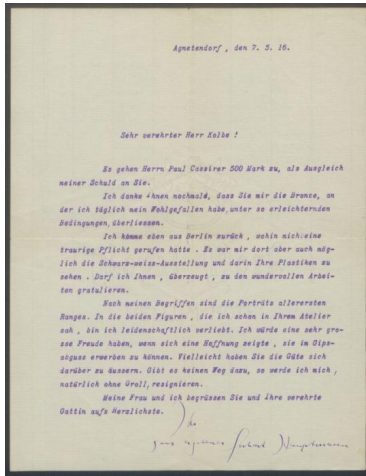 Agnetendorf, den 7. 5. 16.
Sehr verehrter Herr Kolbe !
Es gehen Herrn Paul Cassirer 500 Mark zu, als Ausgleich
meiner Schuld an Sie.
Ich danke Ihnen nochmals, dass Sie mir die Bronce, an
der ich täglich mein Wohlgefallen habe, unter so erleichternden
Bedingungen, überliessen.
Ich komme eben aus Berlin zurück, wohin mich eine
traurige Pflicht gerufen hatte. Es war mir dort aber auch mög-
lich die Schwarz-weiss-Ausstellung und darin Ihre Plastiken zu
sehen. Darf ich Ihnen, überzeugt, zu den wundervollen Arbei-
ten gratulieren.
Nach meinen Begriffen sind die Porträts allerersten
Ranges. In die beiden Figuren, die ich schon in Ihrem Atelier
sah, bin ich leidenschaftlich verliebt. Ich würde eine sehr gro-
sse Freude haben, wenn sich eine Hoffnung zeigte, sie im Gips-
abguss erwerben zu können. Vielleicht haben Sie die Güte sich
darüber zu äussern. Gibt es keinen Weg dazu, so werde ich mich,
natürlich ohne Groll, resignieren.
Meine Frau und ich begrüssen Sie und Ihre verehrte
Gattin aufs Herzlichste.
Ihr
Gerhart Hauptmann